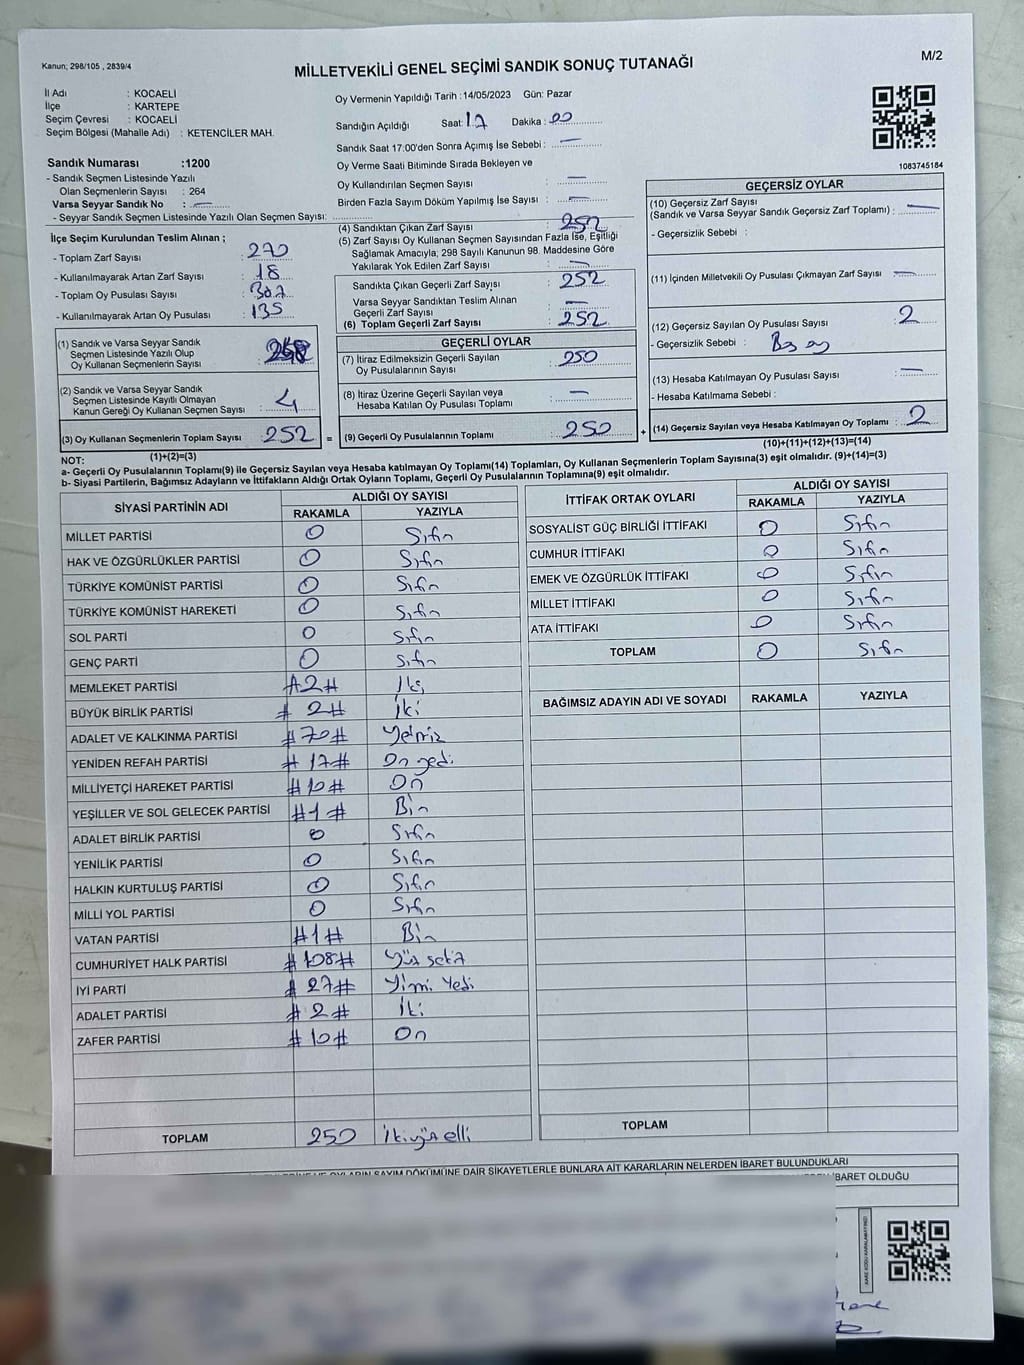 Kanun; 298/105 , 2839/4
MİLLETVEKİLİ GENEL SEÇİMİ SANDIK SONUÇ TUTANAĞI
M/2
İl Adı : KOCAELİ
İlçe : KARTEPE
Seçim Çevresi : KOCAELİ
Seçim Bölgesi (Mahalle Adı) : KETENCİLER MAH.
Sandık Numarası :1200
- Sandık Seçmen Listesinde Yazılı
Olan Seçmenlerin Sayısı : 264
Varsa Seyyar Sandık No : —
- Seyyar Sandık Seçmen Listesinde Yazılı Olan Seçmen Sayısı:
İlçe Seçim Kurulundan Teslim Alınan ;
- Toplam Zarf Sayısı : 270
- Kullanılmayarak Artan Zarf Sayısı : 18
- Toplam Oy Pusulası Sayısı :
- Kullanılmayarak Artan Oy Pusulası : 135
(1) Sandık ve Varsa Seyyar Sandık
Seçmen Listesinde Yazılı Olup
Oy Kullanan Seçmenlerin Sayısı :
(2) Sandık ve Varsa Seyyar Sandık
Seçmen Listesinde Kayıtlı Olmayan
Kanun Gereği Oy Kullanan Seçmen Sayısı : 4
(3) Oy Kullanan Seçmenlerin Toplam Sayısı : 252
(1)+(2)=(3)
Oy Vermenin Yapıldığı Tarih :14/05/2023 Gün: Pazar
Sandığın Açıldığı Saat: 17 Dakika : 00
Sandık Saat 17:00'den Sonra Açımış İse Sebebi : —
Oy Verme Saati Bitiminde Sırada Bekleyen ve
Oy Kullandırılan Seçmen Sayısı : —
Birden Fazla Sayım Döküm Yapılmış İse Sayısı : —
(4) Sandıktan Çıkan Zarf Sayısı : 252
(5) Zarf Sayısı Oy Kullanan Seçmen Sayısından Fazla İse, Eşitliği
Sağlamak Amacıyla; 298 Sayılı Kanunun 98. Maddesine Göre
Yakılarak Yok Edilen Zarf Sayısı : —
Sandıkta Çıkan Geçerli Zarf Sayısı : 252
Varsa Seyyar Sandıktan Teslim Alınan
Geçerli Zarf Sayısı : —
(6) Toplam Geçerli Zarf Sayısı : 252
GEÇERLİ OYLAR
(7) İtiraz Edilmeksizin Geçerli Sayılan
Oy Pusulalarının Sayısı : 250
(8) İtiraz Üzerine Geçerli Sayılan veya
Hesaba Katılan Oy Pusulası Toplamı : —
= (9) Geçerli Oy Pusulalarının Toplamı : 250 +
1083745184
GEÇERSİZ OYLAR
(10) Geçersiz Zarf Sayısı
(Sandık ve Varsa Seyyar Sandık Geçersiz Zarf Toplamı) : —
- Geçersizlik Sebebi :
(11) İçinden Milletvekili Oy Pusulası Çıkmayan Zarf Sayısı : —
(12) Geçersiz Sayılan Oy Pusulası Sayısı : 2
- Geçersizlik Sebebi : Boş oy
(13) Hesaba Katılmayan Oy Pusulası Sayısı : —
- Hesaba Katılmama Sebebi :
(14) Geçersiz Sayılan veya Hesaba Katılmayan Oy Toplamı : 2
(10)+(11)+(12)+(13)=(14)
NOT:
a- Geçerli Oy Pusulasının Toplamı(9) ile Geçersiz Sayılan veya Hesaba katılmayan Oy Toplamı(14) Toplamları, Oy Kullanan Seçmenlerin Toplam Sayısına(3) eşit olmalıdır. (9)+(14)=(3)
b- Siyasi Partilerin, Bağımsız Adayların ve İttifakların Aldığı Ortak Oyların Toplamı, Geçerli Oy Pusulalarının Toplamına(9) eşit olmalıdır.
SİYASİ PARTİNİN ADI ALDIĞI OY SAYISI
RAKAMLA YAZIYLA
MİLLET PARTİSİ 0 Sıfır
HAK VE ÖZGÜRLÜKLER PARTİSİ 0 Sıfır
TÜRKİYE KOMÜNİST PARTİSİ 0 Sıfır
TÜRKİYE KOMÜNİST HAREKETİ 0 Sıfır
SOL PARTİ 0 Sıfır
GENÇ PARTİ 0 Sıfır
MEMLEKET PARTİSİ #2# İki
BÜYÜK BİRLİK PARTİSİ #2# İki
ADALET VE KALKINMA PARTİSİ #70# Yetmiş
YENİDEN REFAH PARTİSİ #17# On yedi
MİLLİYETÇİ HAREKET PARTİSİ #10# On
YEŞİLLER VE SOL GELECEK PARTİSİ #1# Bir
ADALET BİRLİK PARTİSİ 0 Sıfır
YENİLİK PARTİSİ 0 Sıfır
HALKIN KURTULUŞ PARTİSİ 0 Sıfır
MİLLİ YOL PARTİSİ 0 Sıfır
VATAN PARTİSİ #1# Bir
CUMHURİYET HALK PARTİSİ #108# Yüz sekiz
İYİ PARTİ #27# Yirmi Yedi
ADALET PARTİSİ #2# İki
ZAFER PARTİSİ #10# On
TOPLAM 250 İkiyüz elli
İTTİFAK ORTAK OYLARI ALDIĞI OY SAYISI
RAKAMLA YAZIYLA
SOSYALİST GÜÇ BİRLİĞİ İTTİFAKI 0 Sıfır
CUMHUR İTTİFAKI 0 Sıfır
EMEK VE ÖZGÜRLÜK İTTİFAKI 0 Sıfır
MİLLET İTTİFAKI 0 Sıfır
ATA İTTİFAKI 0 Sıfır
TOPLAM 0 Sıfır
BAĞIMSIZ ADAYIN ADI VE SOYADI RAKAMLA YAZIYLA
TOPLAM
OYLARIN SAYIM DÖKÜMÜNE DAİR ŞİKAYETLERLE BUNLARA AİT KARARLARIN NELERDEN İBARET BULUNDUKLARI
İBARET OLDUĞU